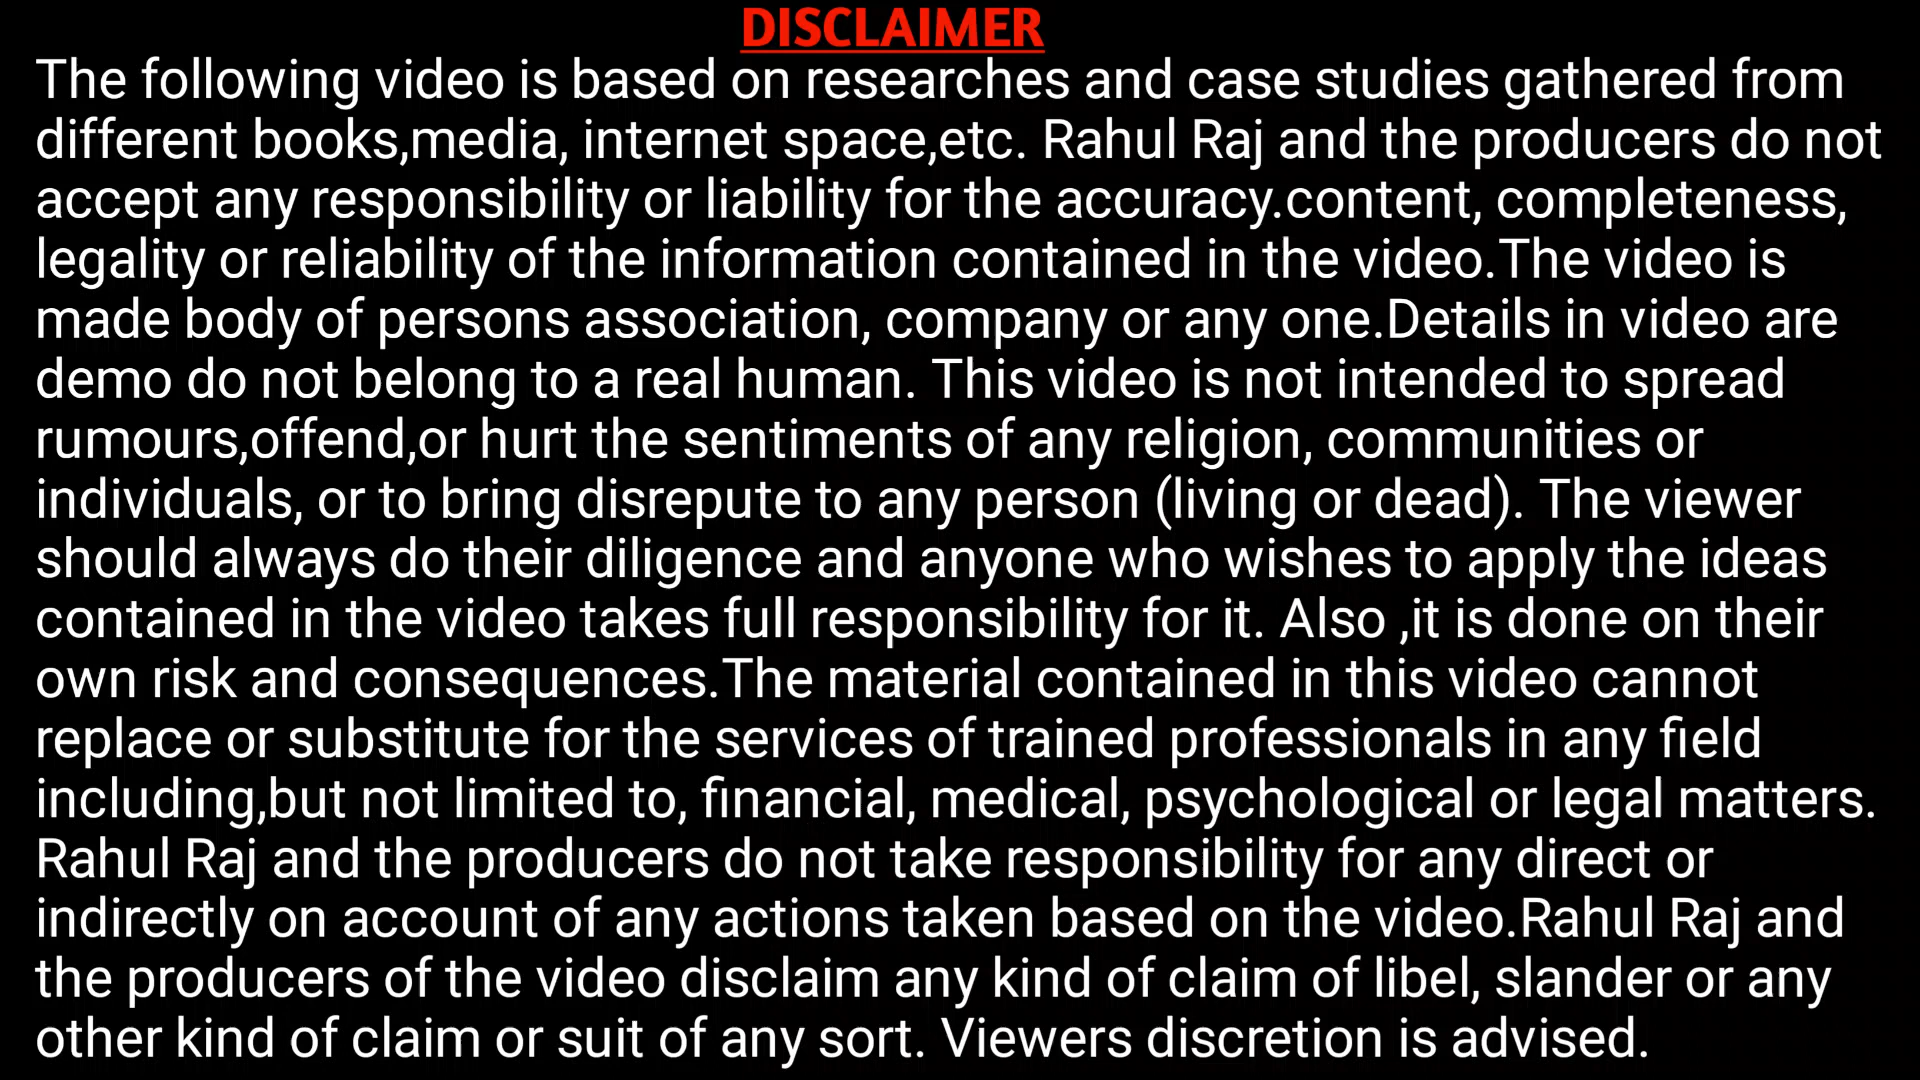 DISCLAIMER
The following video is based on researches and case studies gathered from
different books,media, internet space,etc. Rahul Raj and the producers do not
accept any responsibility or liability for the accuracy.content, completeness,
legality or reliability of the information contained in the video.The video is
made body of persons association, company or any one.Details in video are
demo do not belong to a real human. This video is not intended to spread
rumours,offend,or hurt the sentiments of any religion, communities or
individuals, or to bring disrepute to any person (living or dead). The viewer
should always do their diligence and anyone who wishes to apply the ideas
contained in the video takes full responsibility for it. Also ,it is done on their
own risk and consequences.The material contained in this video cannot
replace or substitute for the services of trained professionals in any field
including,but not limited to, financial, medical, psychological or legal matters.
Rahul Raj and the producers do not take responsibility for any direct or
indirectly on account of any actions taken based on the video.Rahul Raj and
the producers of the video disclaim any kind of claim of libel, slander or any
other kind of claim or suit of any sort. Viewers discretion is advised.